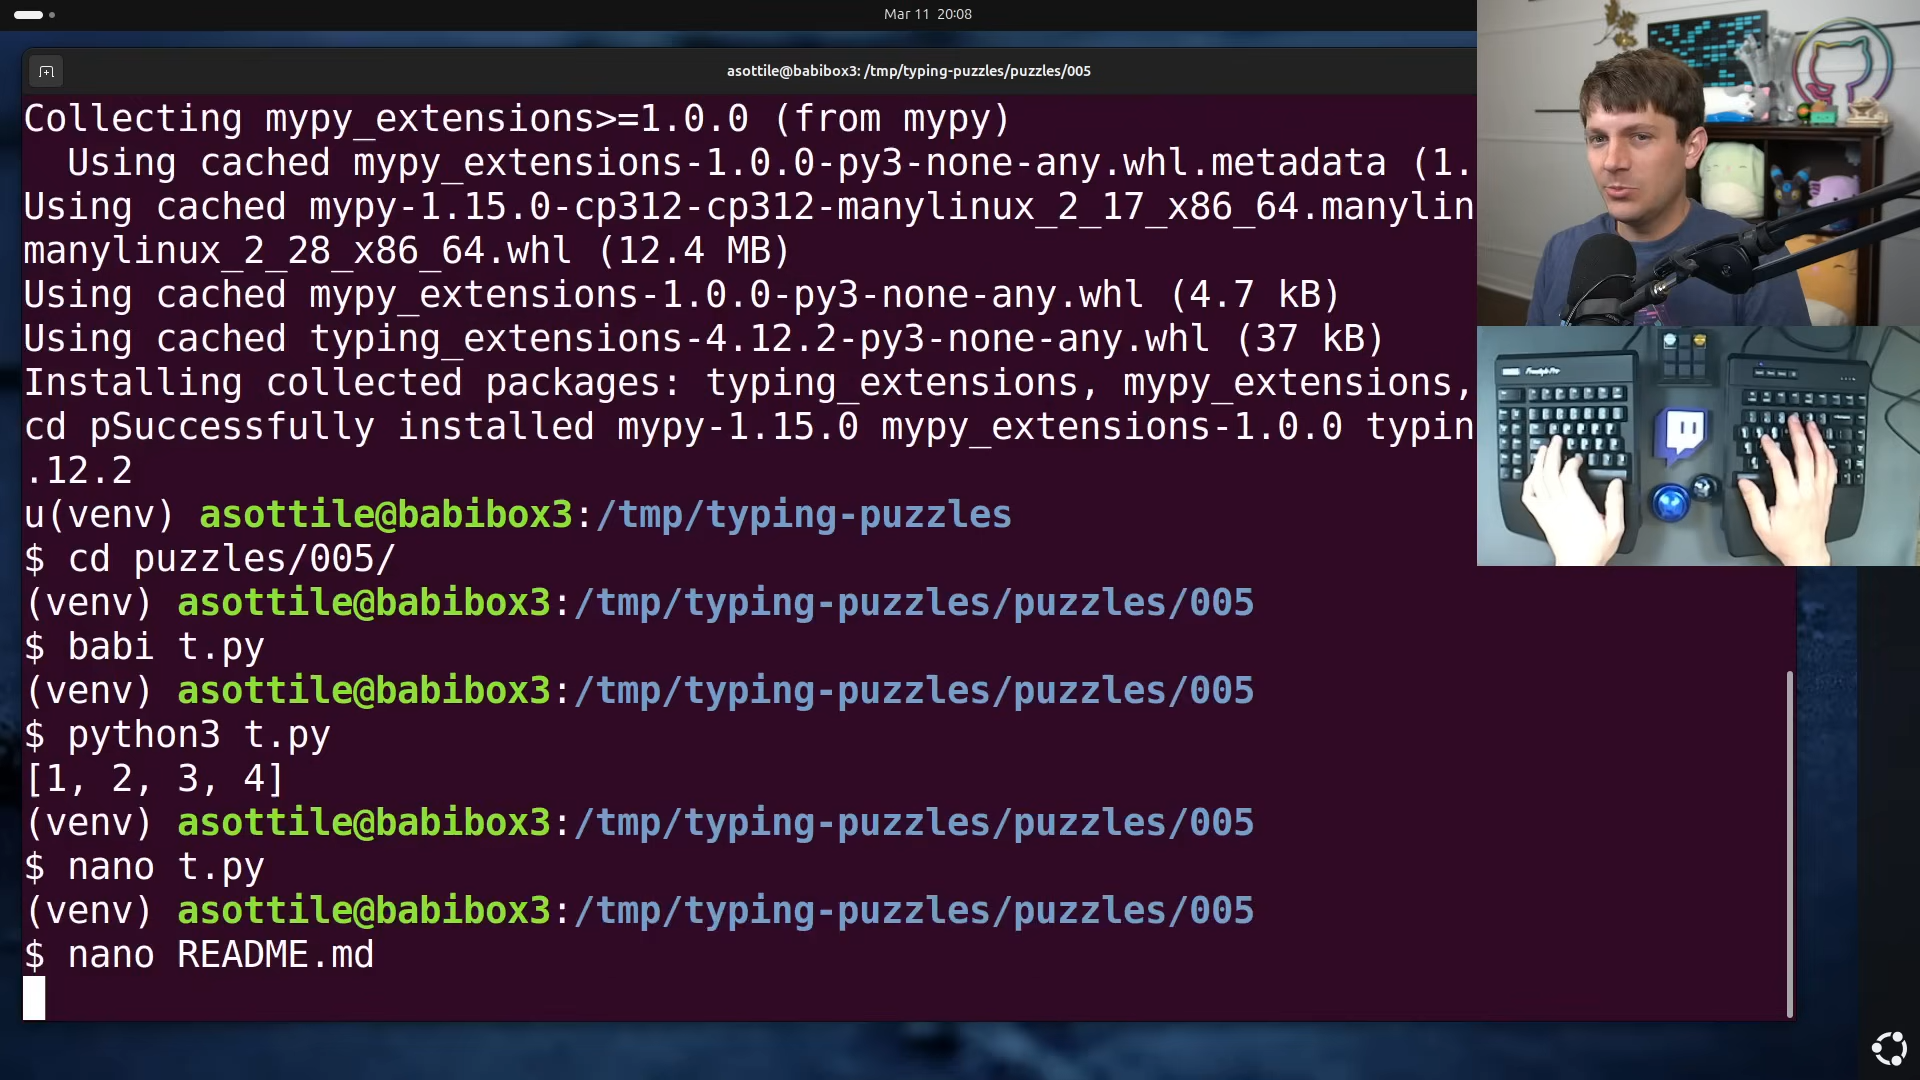 Mar 11 20:08
asottile@babibox3: /tmp/typing-puzzles/puzzles/005
Collecting mypy_extensions>=1.0.0 (from mypy)
  Using cached mypy_extensions-1.0.0-py3-none-any.whl.metadata (1.
Using cached mypy-1.15.0-cp312-cp312-manylinux_2_17_x86_64.manylin
manylinux_2_28_x86_64.whl (12.4 MB)
Using cached mypy_extensions-1.0.0-py3-none-any.whl (4.7 kB)
Using cached typing_extensions-4.12.2-py3-none-any.whl (37 kB)
Installing collected packages: typing_extensions, mypy_extensions,
cd pSuccessfully installed mypy-1.15.0 mypy_extensions-1.0.0 typin
.12.2
u(venv) asottile@babibox3:/tmp/typing-puzzles
$ cd puzzles/005/
(venv) asottile@babibox3:/tmp/typing-puzzles/puzzles/005
$ babi t.py
(venv) asottile@babibox3:/tmp/typing-puzzles/puzzles/005
$ python3 t.py
[1, 2, 3, 4]
(venv) asottile@babibox3:/tmp/typing-puzzles/puzzles/005
$ nano t.py
(venv) asottile@babibox3:/tmp/typing-puzzles/puzzles/005
$ nano README.md